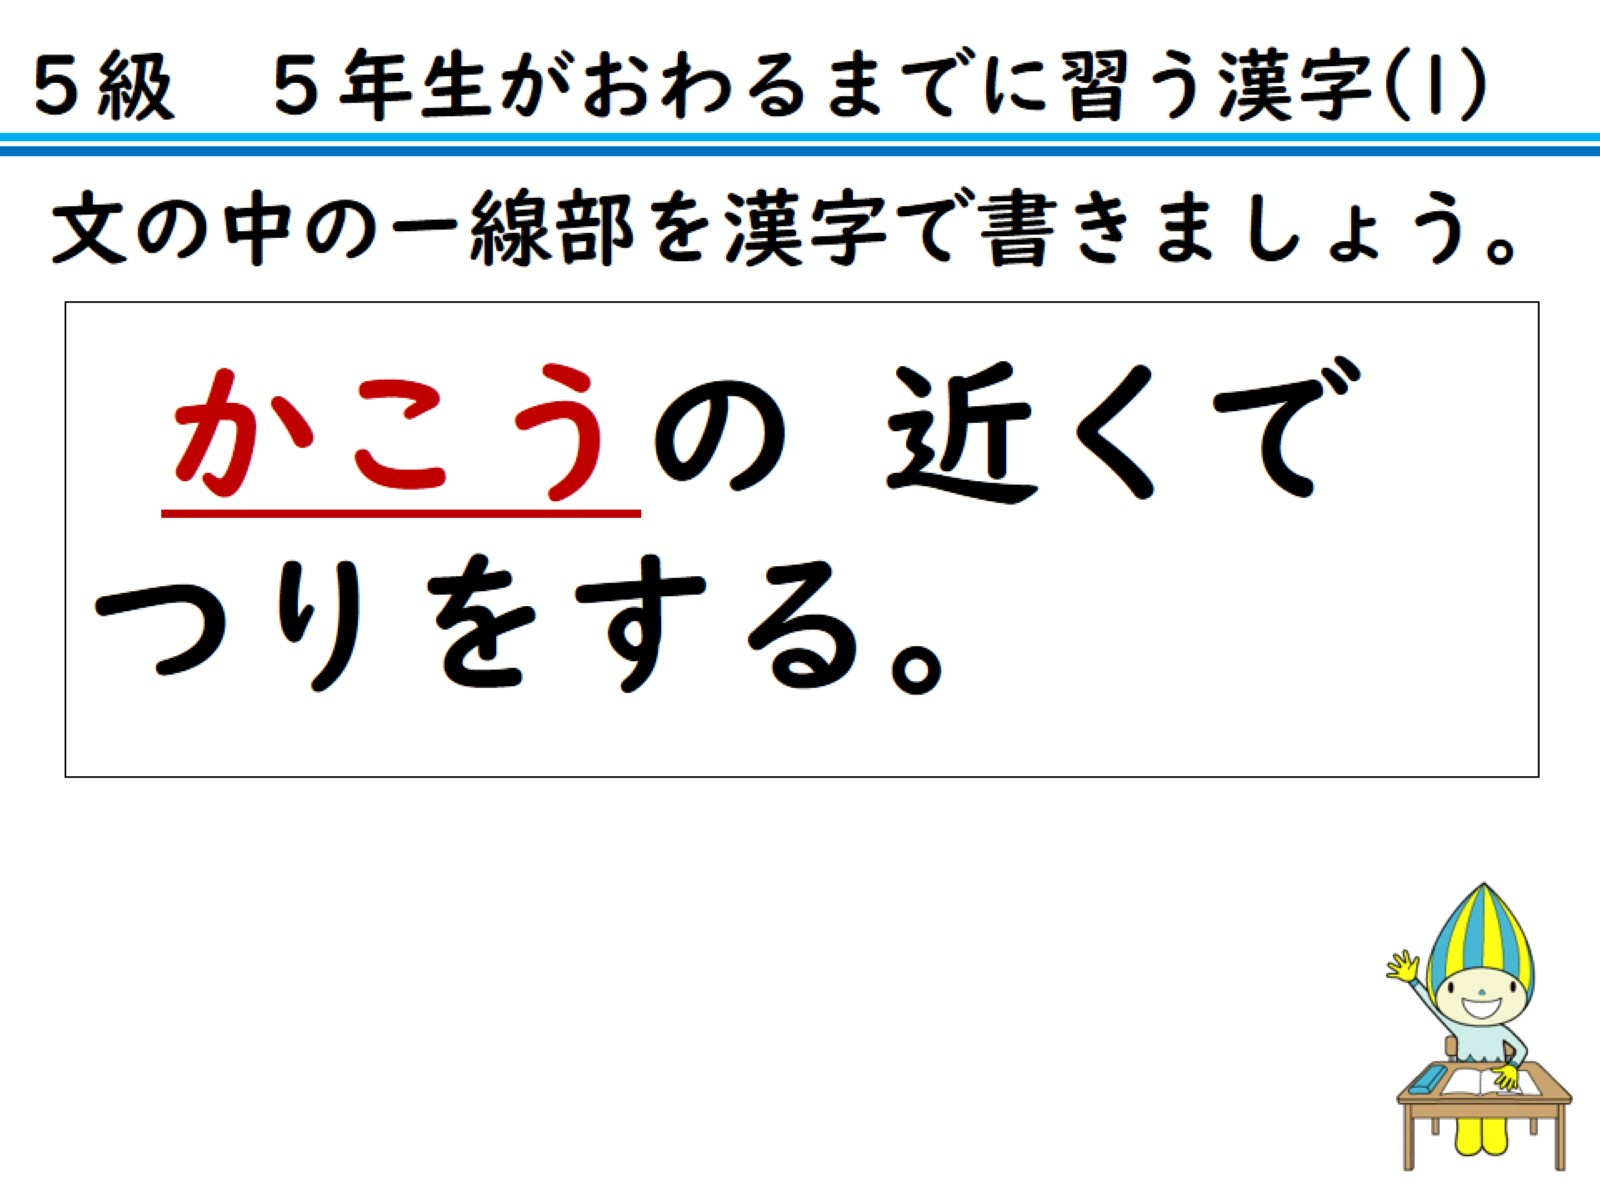 5級　5年生がおわるまでに習う漢字(1)
文の中の一線部を漢字で書きましょう。
かこうの 近くで
つりをする。